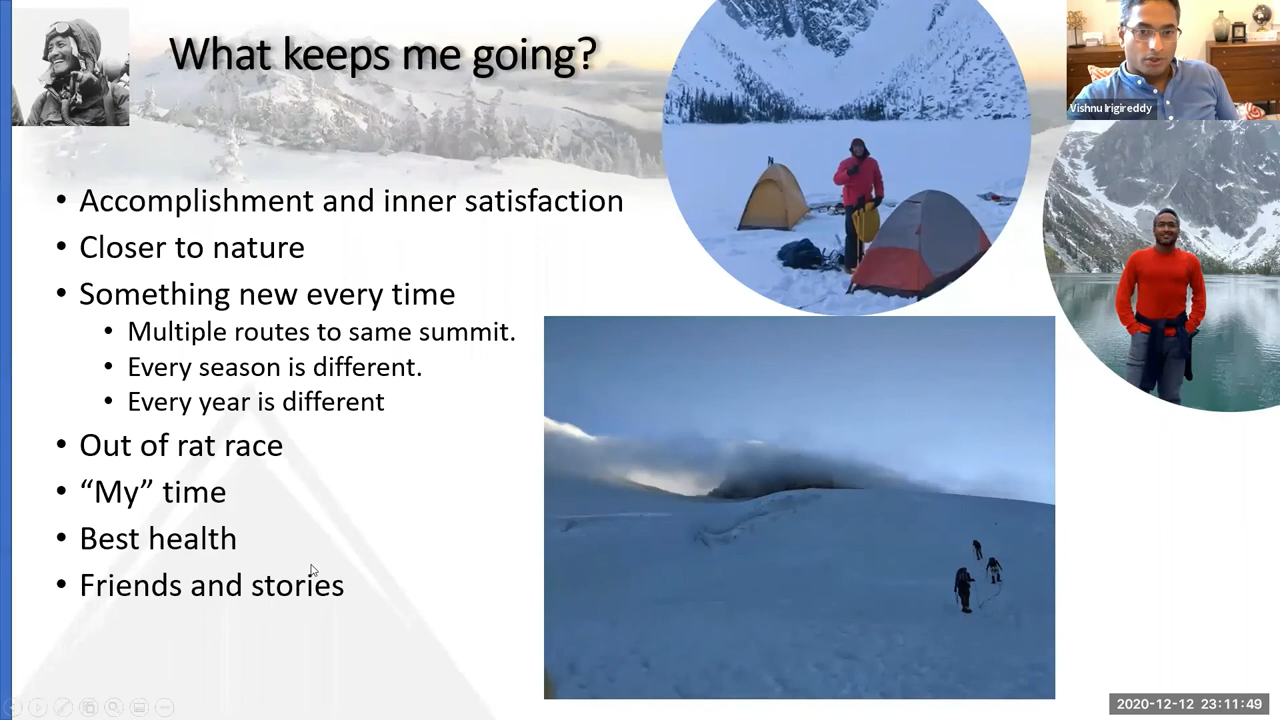 What keeps me going?
Vishnu Irigireddy
• Accomplishment and inner satisfaction
• Closer to nature
• Something new every time
• Multiple routes to same summit.
• Every season is different.
• Every year is different
• Out of rat race
• “My” time
• Best health
• Friends and stories
2020-12-12 23:11:49